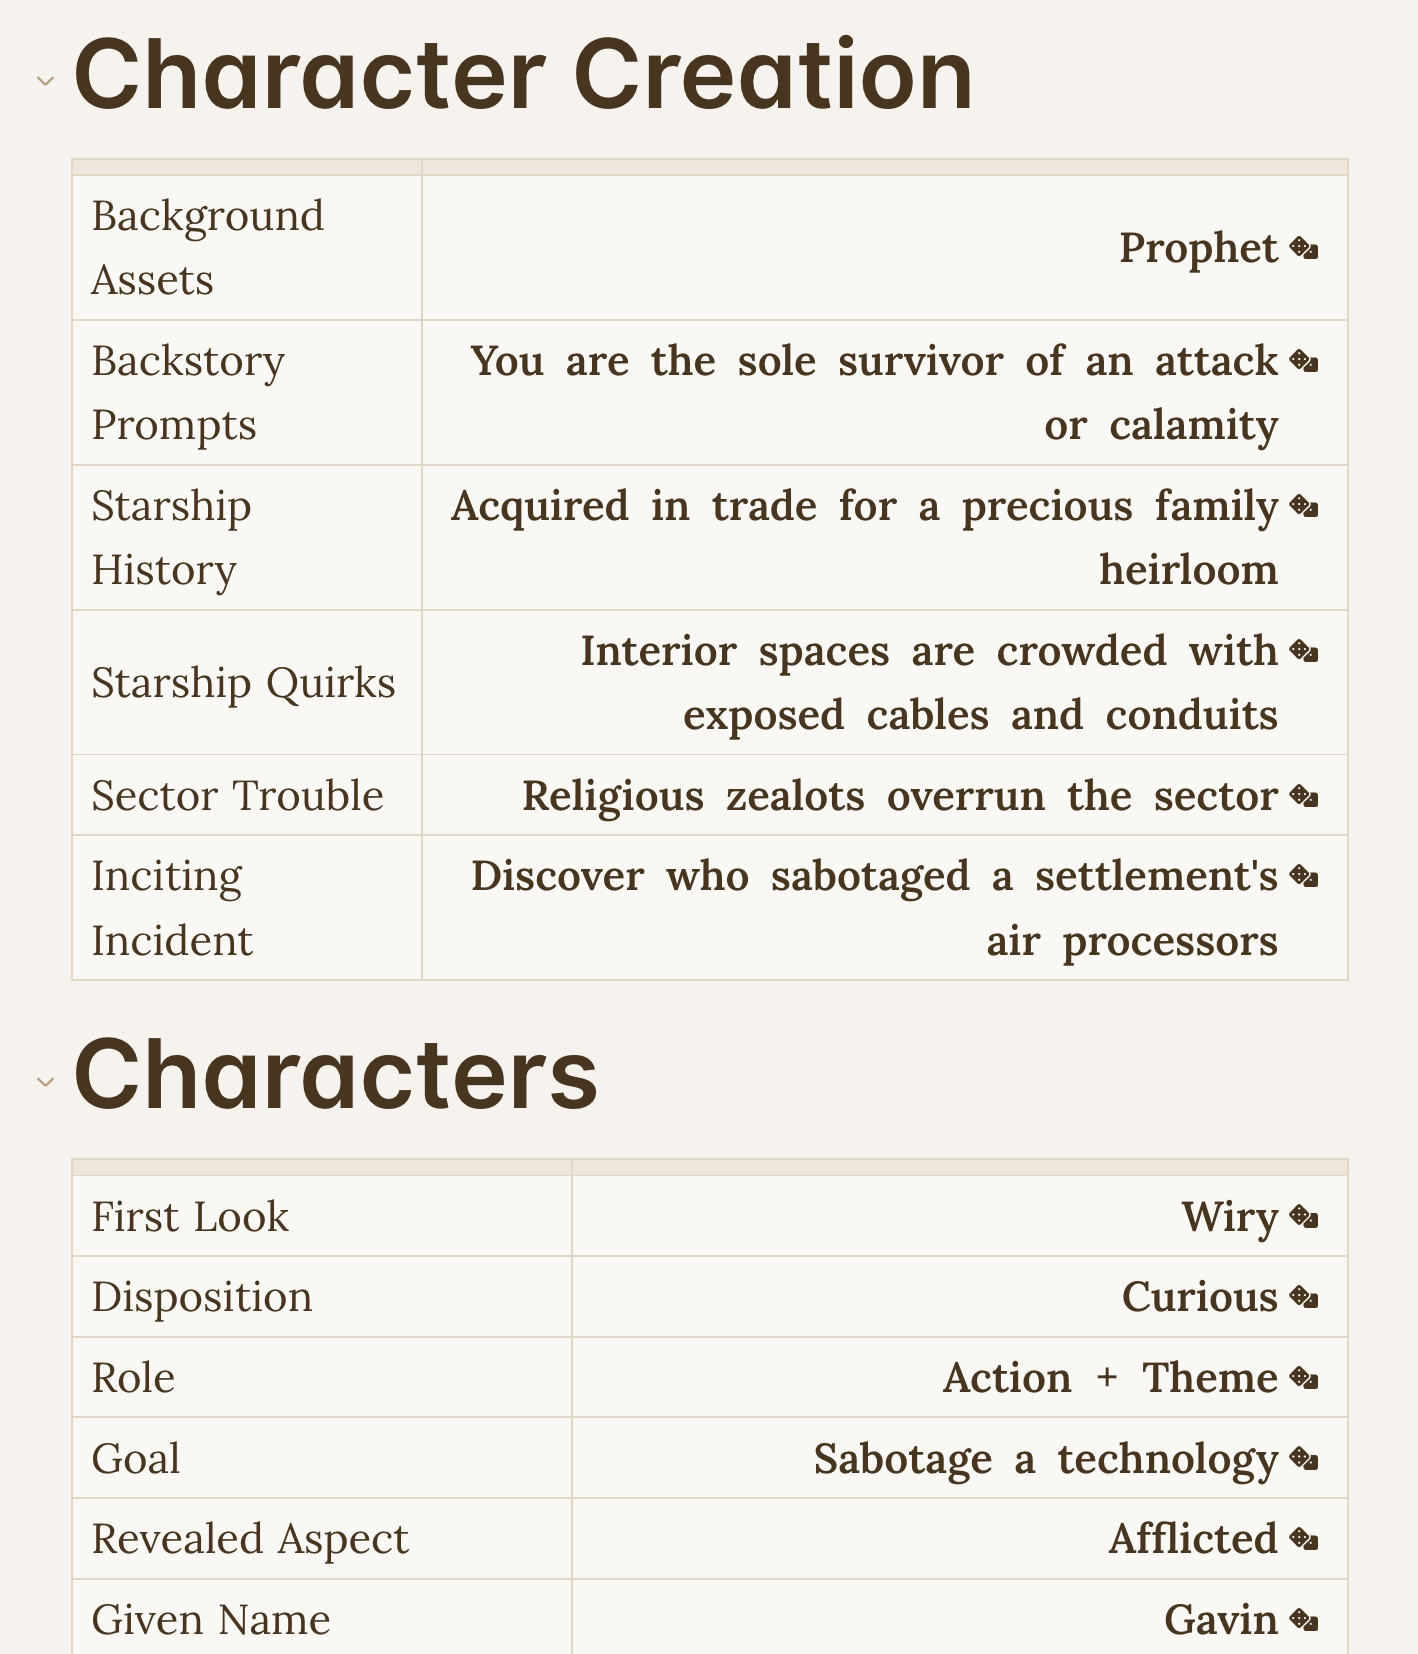 Character Creation
Background
Assets
Prophet
Backstory
Prompts
You are the sole survivor of an attack
or calamity
Starship
History
Acquired in trade for a precious family
heirloom
Starship Quirks
Interior spaces are crowded with
exposed cables and conduits
Sector Trouble
Religious zealots overrun the sector
Inciting
Incident
Discover who sabotaged a settlement's
air processors
Characters
First Look
Wiry
Disposition
Curious
Role
Action + Theme
Goal
Sabotage a technology
Revealed Aspect
Afflicted
Given Name
Gavin